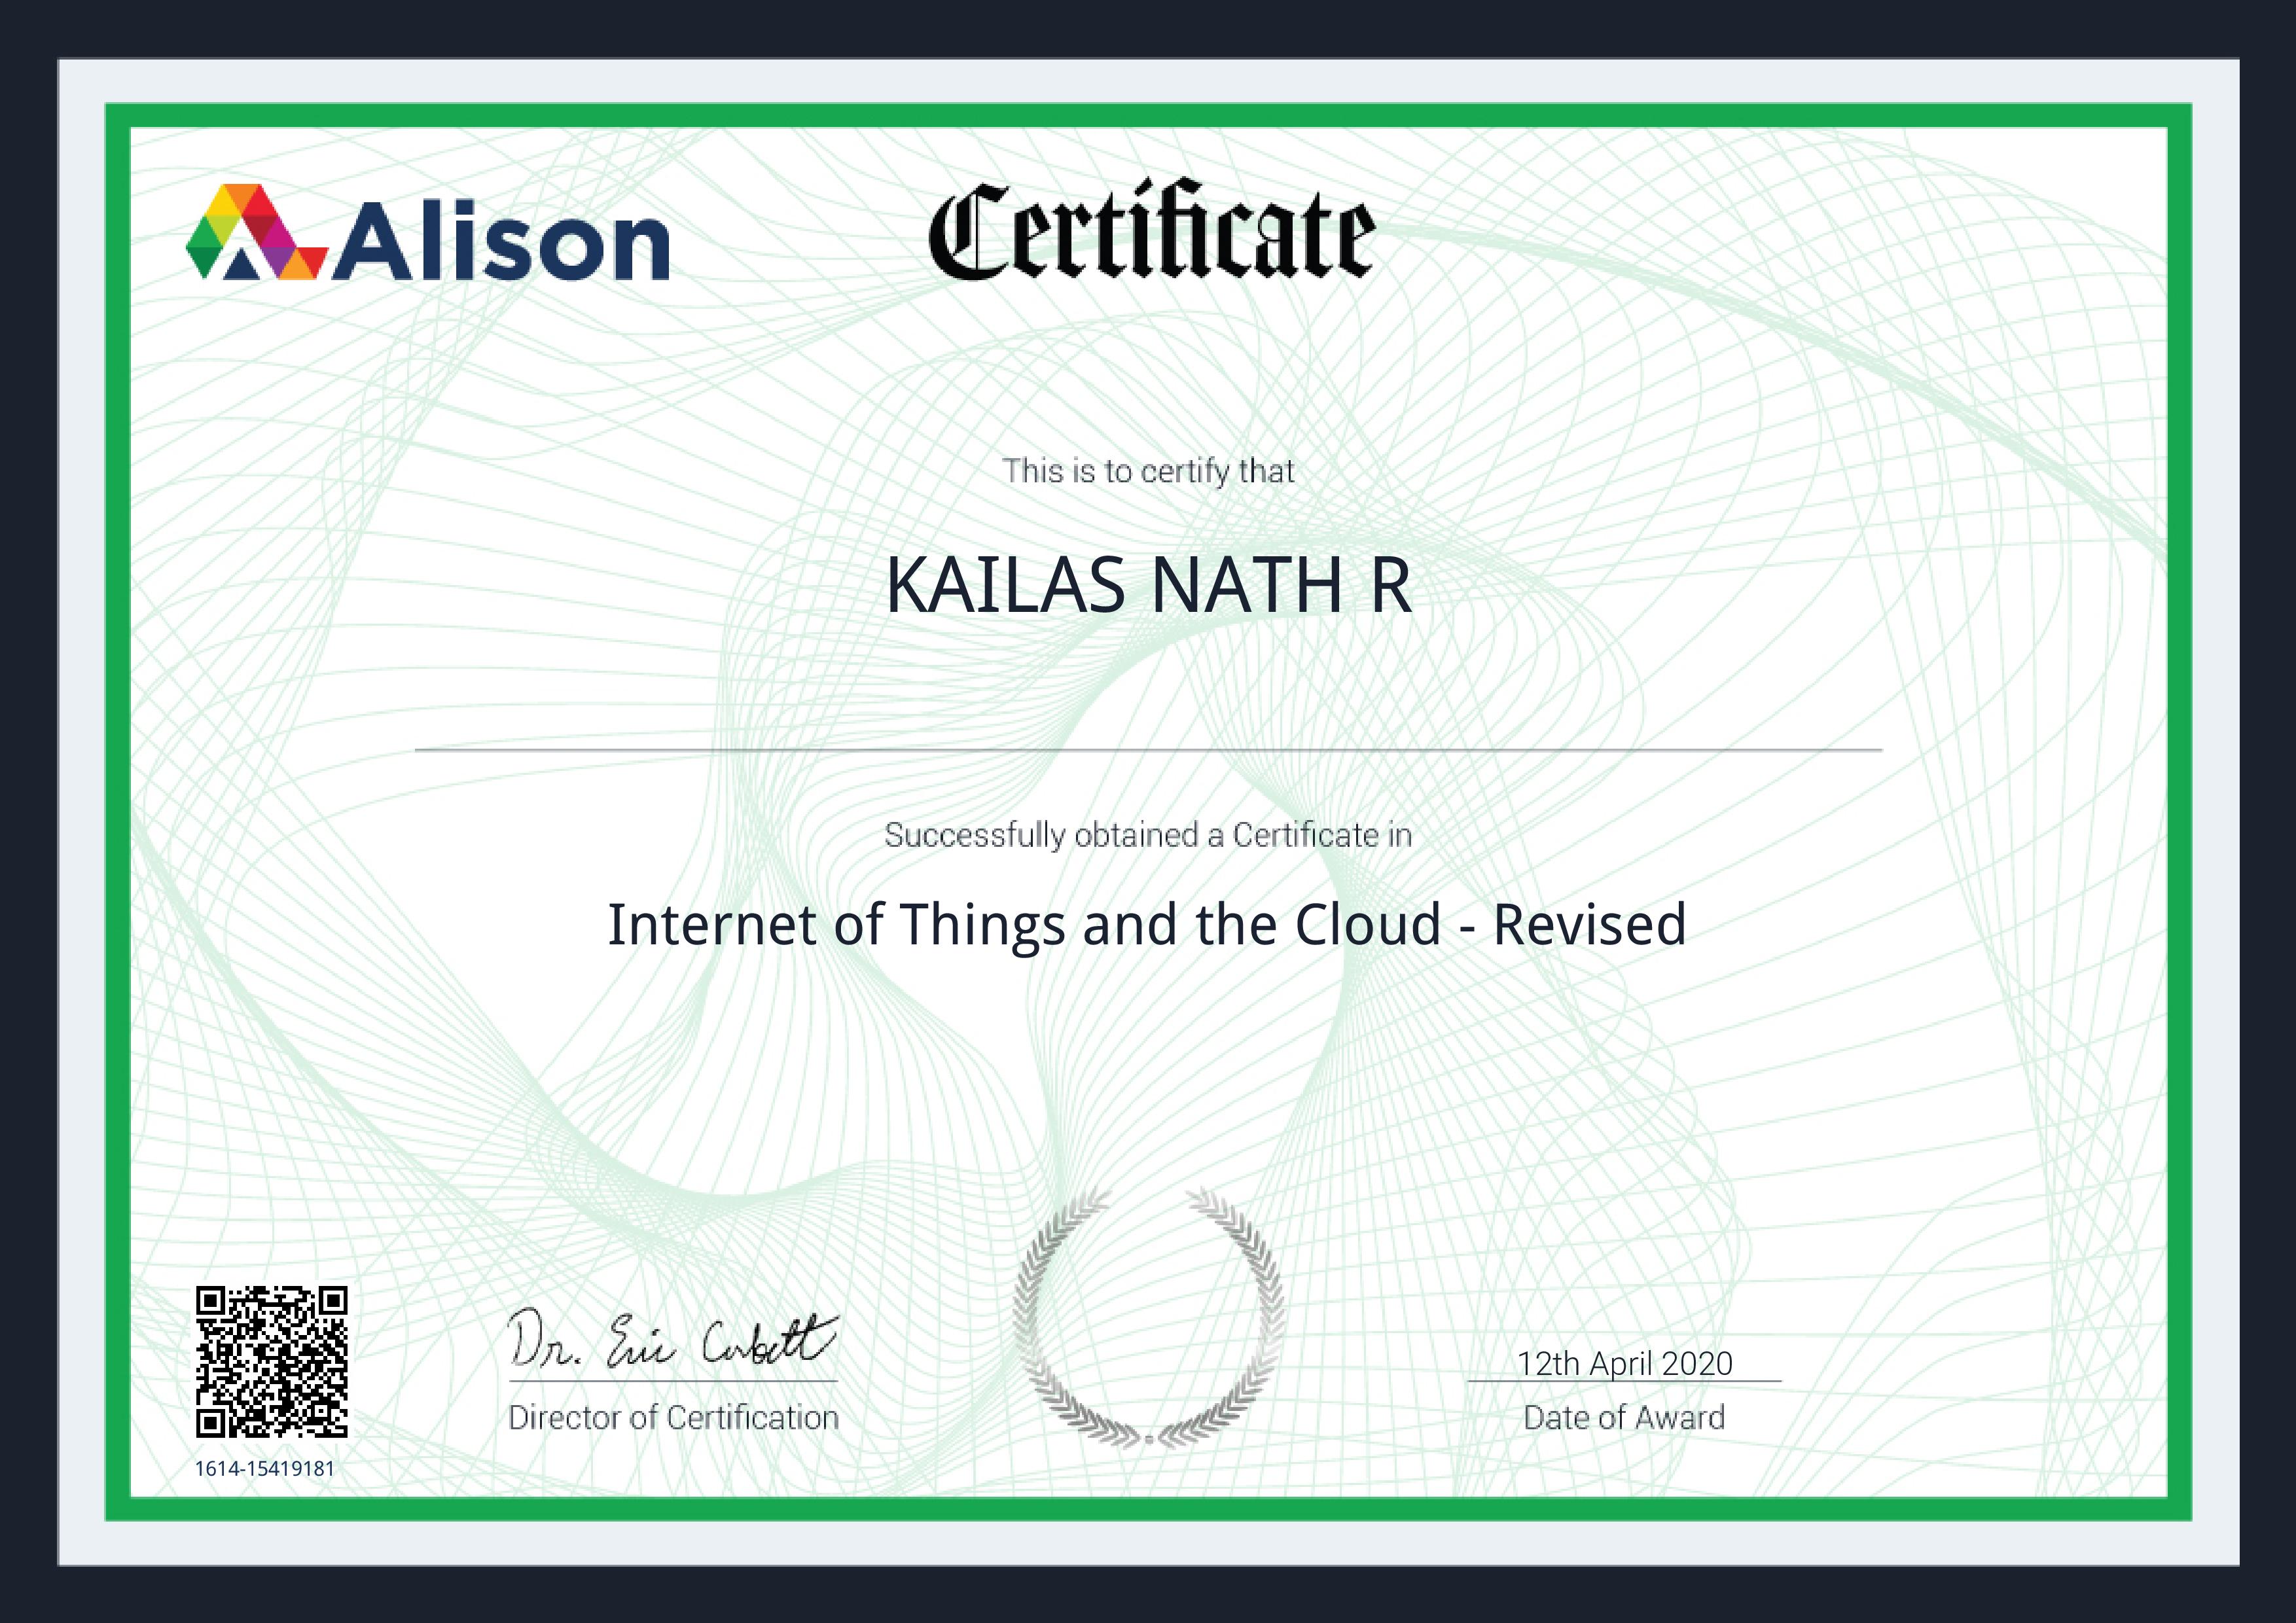 Alison
Certificate
This is to certify that
KAILAS NATH R
Successfully obtained a Certificate in
Internet of Things and the Cloud - Revised
Dr. Eric Corbett
Director of Certification
12th April 2020
Date of Award
1614-15419181